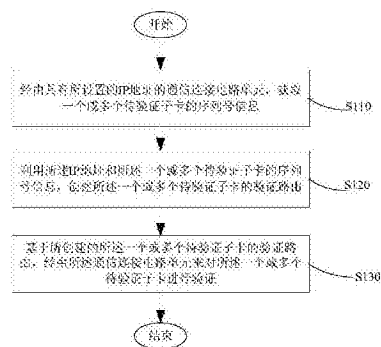 开始
经由具有所设置的IP地址的通信连接电路单元，获取
一个或多个待验证子卡的序列号信息
S110
利用所述IP地址和所述一个或多个待验证子卡的序列
号信息，创建所述一个或多个待验证子卡的验证路由
S120
基于所创建的所述一个或多个待验证子卡的验证路
由，经由所述通信连接电路单元来对所述一个或多个
待验证子卡进行验证
S130
结束